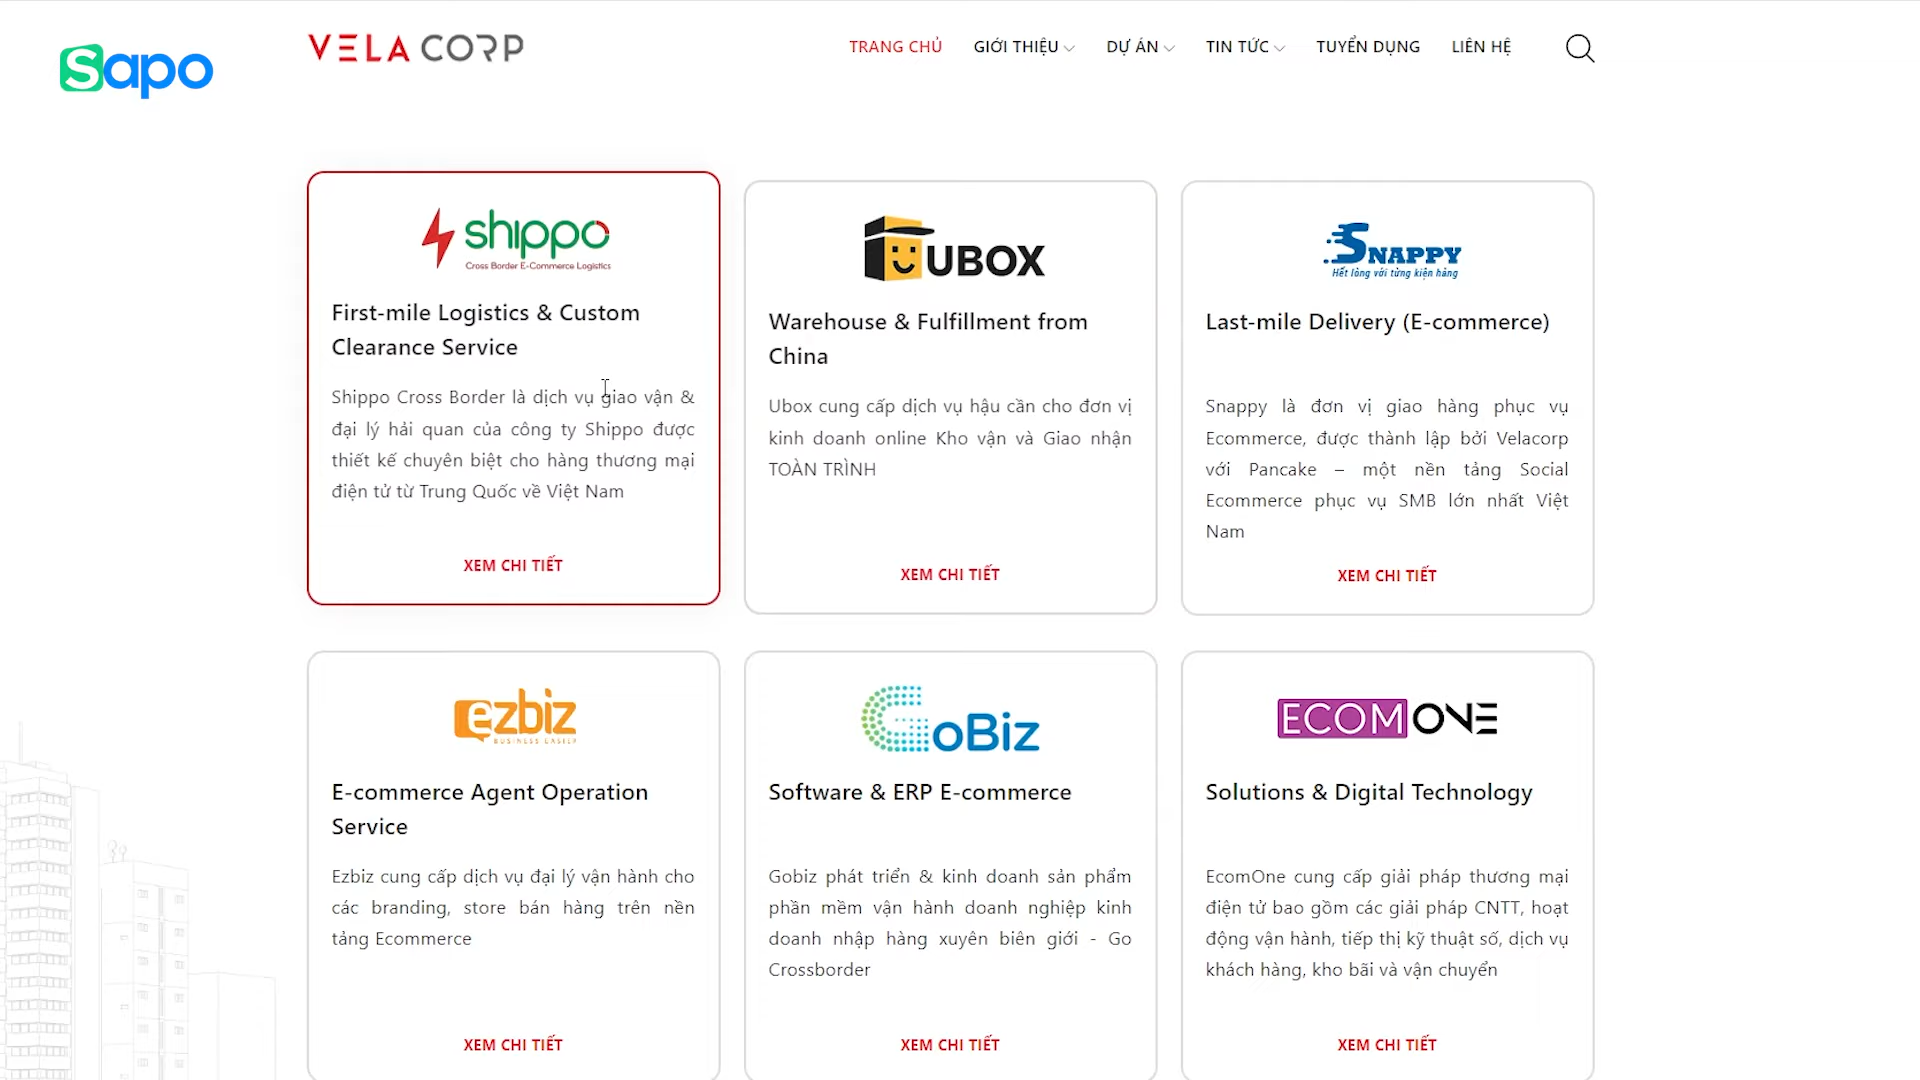 Sapo
VELA CORP
TRANG CHỦ GIỚI THIỆU DỰ ÁN TIN TỨC TUYỂN DỤNG LIÊN HỆ
shippo
Cross Border E-Commerce Logistics
First-mile Logistics & Custom
Clearance Service
Shippo Cross Border là dịch vụ giao vận &
đại lý hải quan của công ty Shippo được
thiết kế chuyên biệt cho hàng thương mại
điện tử từ Trung Quốc về Việt Nam
XEM CHI TIẾT
UBOX
Warehouse & Fulfillment from
China
Ubox cung cấp dịch vụ hậu cần cho đơn vị
kinh doanh online Kho vận và Giao nhận
TOÀN TRÌNH
XEM CHI TIẾT
SNAPPY
Hết lòng với từng kiện hàng
Last-mile Delivery (E-commerce)
Snappy là đơn vị giao hàng phục vụ
Ecommerce, được thành lập bởi Velacorp
với Pancake – một nền tảng Social
Ecommerce phục vụ SMB lớn nhất Việt
Nam
XEM CHI TIẾT
ezbiz
BUSINESS EASIER
E-commerce Agent Operation
Service
Ezbiz cung cấp dịch vụ đại lý vận hành cho
các branding, store bán hàng trên nền
tảng Ecommerce
XEM CHI TIẾT
GoBiz
Software & ERP E-commerce
Gobiz phát triển & kinh doanh sản phẩm
phần mềm vận hành doanh nghiệp kinh
doanh nhập hàng xuyên biên giới - Go
Crossborder
XEM CHI TIẾT
ECOMONE
Solutions & Digital Technology
EcomOne cung cấp giải pháp thương mại
điện tử bao gồm các giải pháp CNTT, hoạt
động vận hành, tiếp thị kỹ thuật số, dịch vụ
khách hàng, kho bãi và vận chuyển
XEM CHI TIẾT